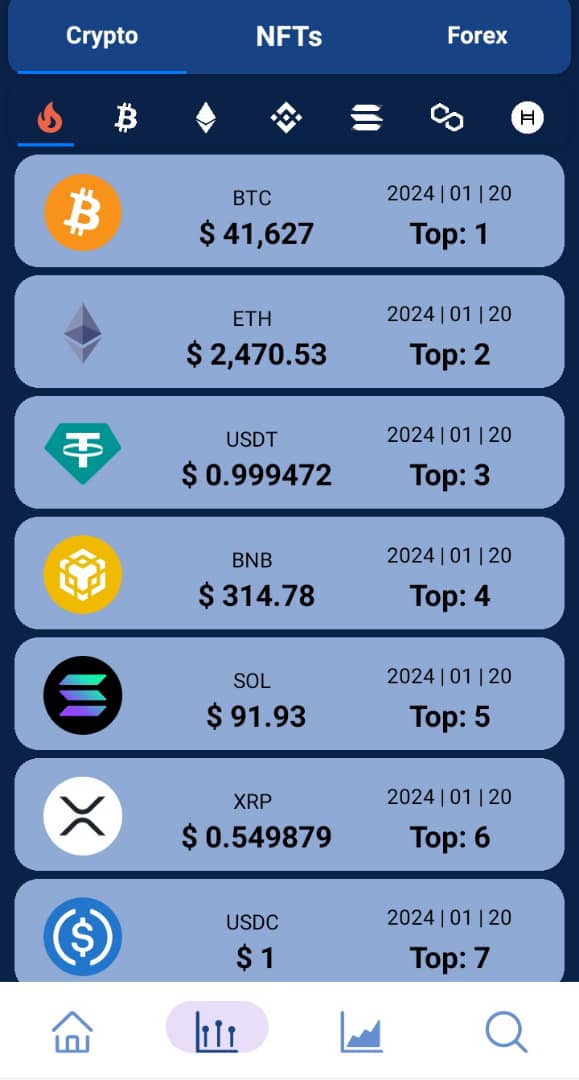 Crypto NFTs Forex
BTC 2024 | 01 | 20
$ 41,627 Top: 1
ETH 2024 | 01 | 20
$ 2,470.53 Top: 2
USDT 2024 | 01 | 20
$ 0.999472 Top: 3
BNB 2024 | 01 | 20
$ 314.78 Top: 4
SOL 2024 | 01 | 20
$ 91.93 Top: 5
XRP 2024 | 01 | 20
$ 0.549879 Top: 6
USDC 2024 | 01 | 20
$ 1 Top: 7